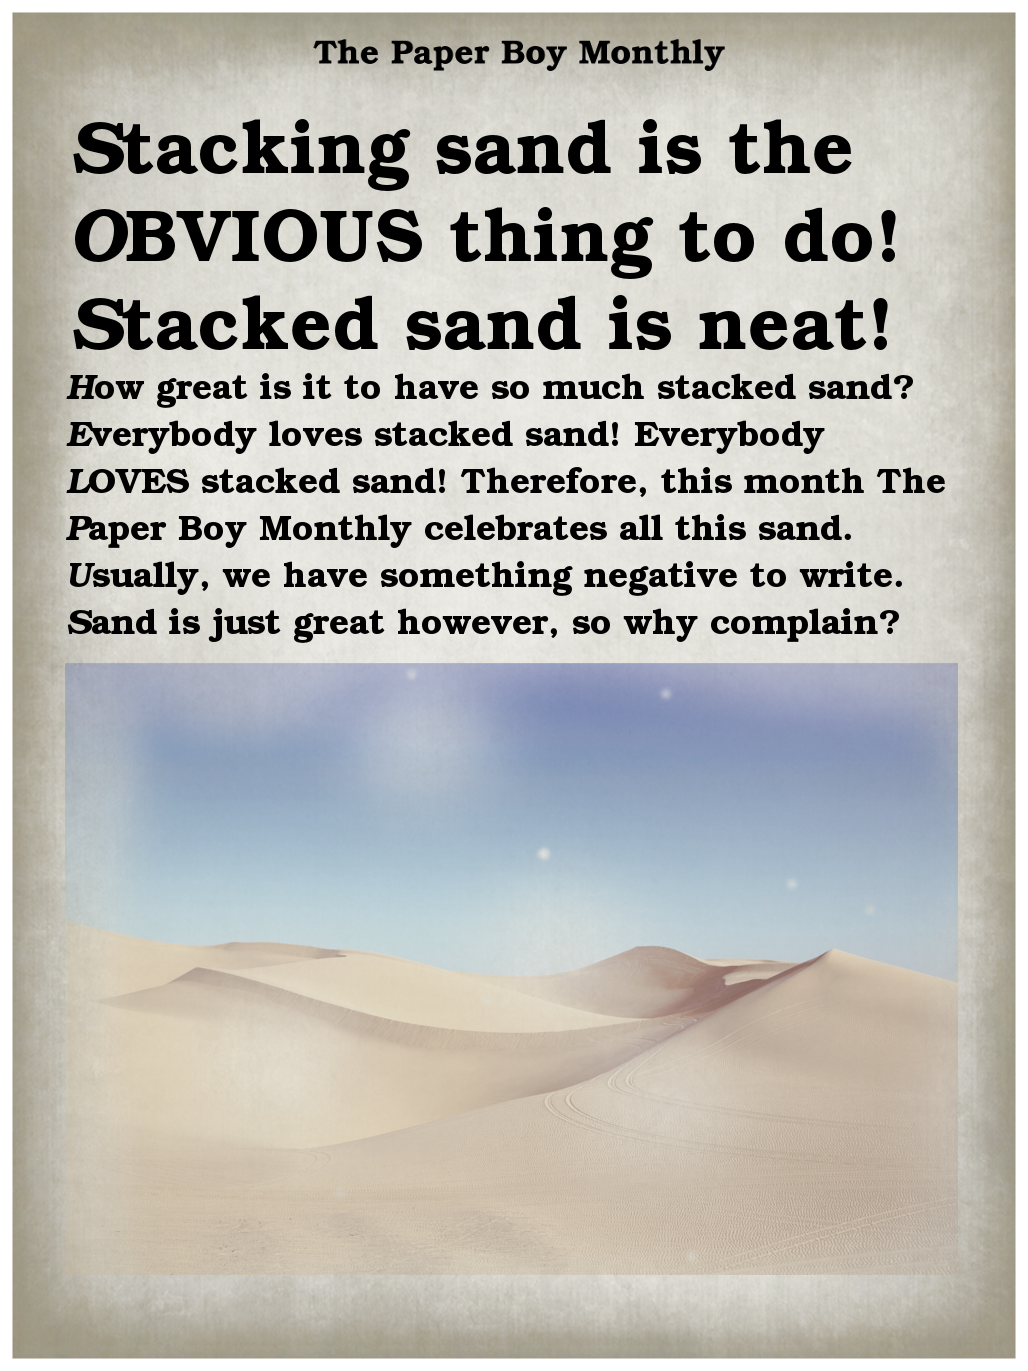 The Paper Boy Monthly
Stacking sand is the
OBVIOUS thing to do!
Stacked sand is neat!
How great is it to have so much stacked sand?
Everybody loves stacked sand! Everybody
LOVES stacked sand! Therefore, this month The
Paper Boy Monthly celebrates all this sand.
Usually, we have something negative to write.
Sand is just great however, so why complain?